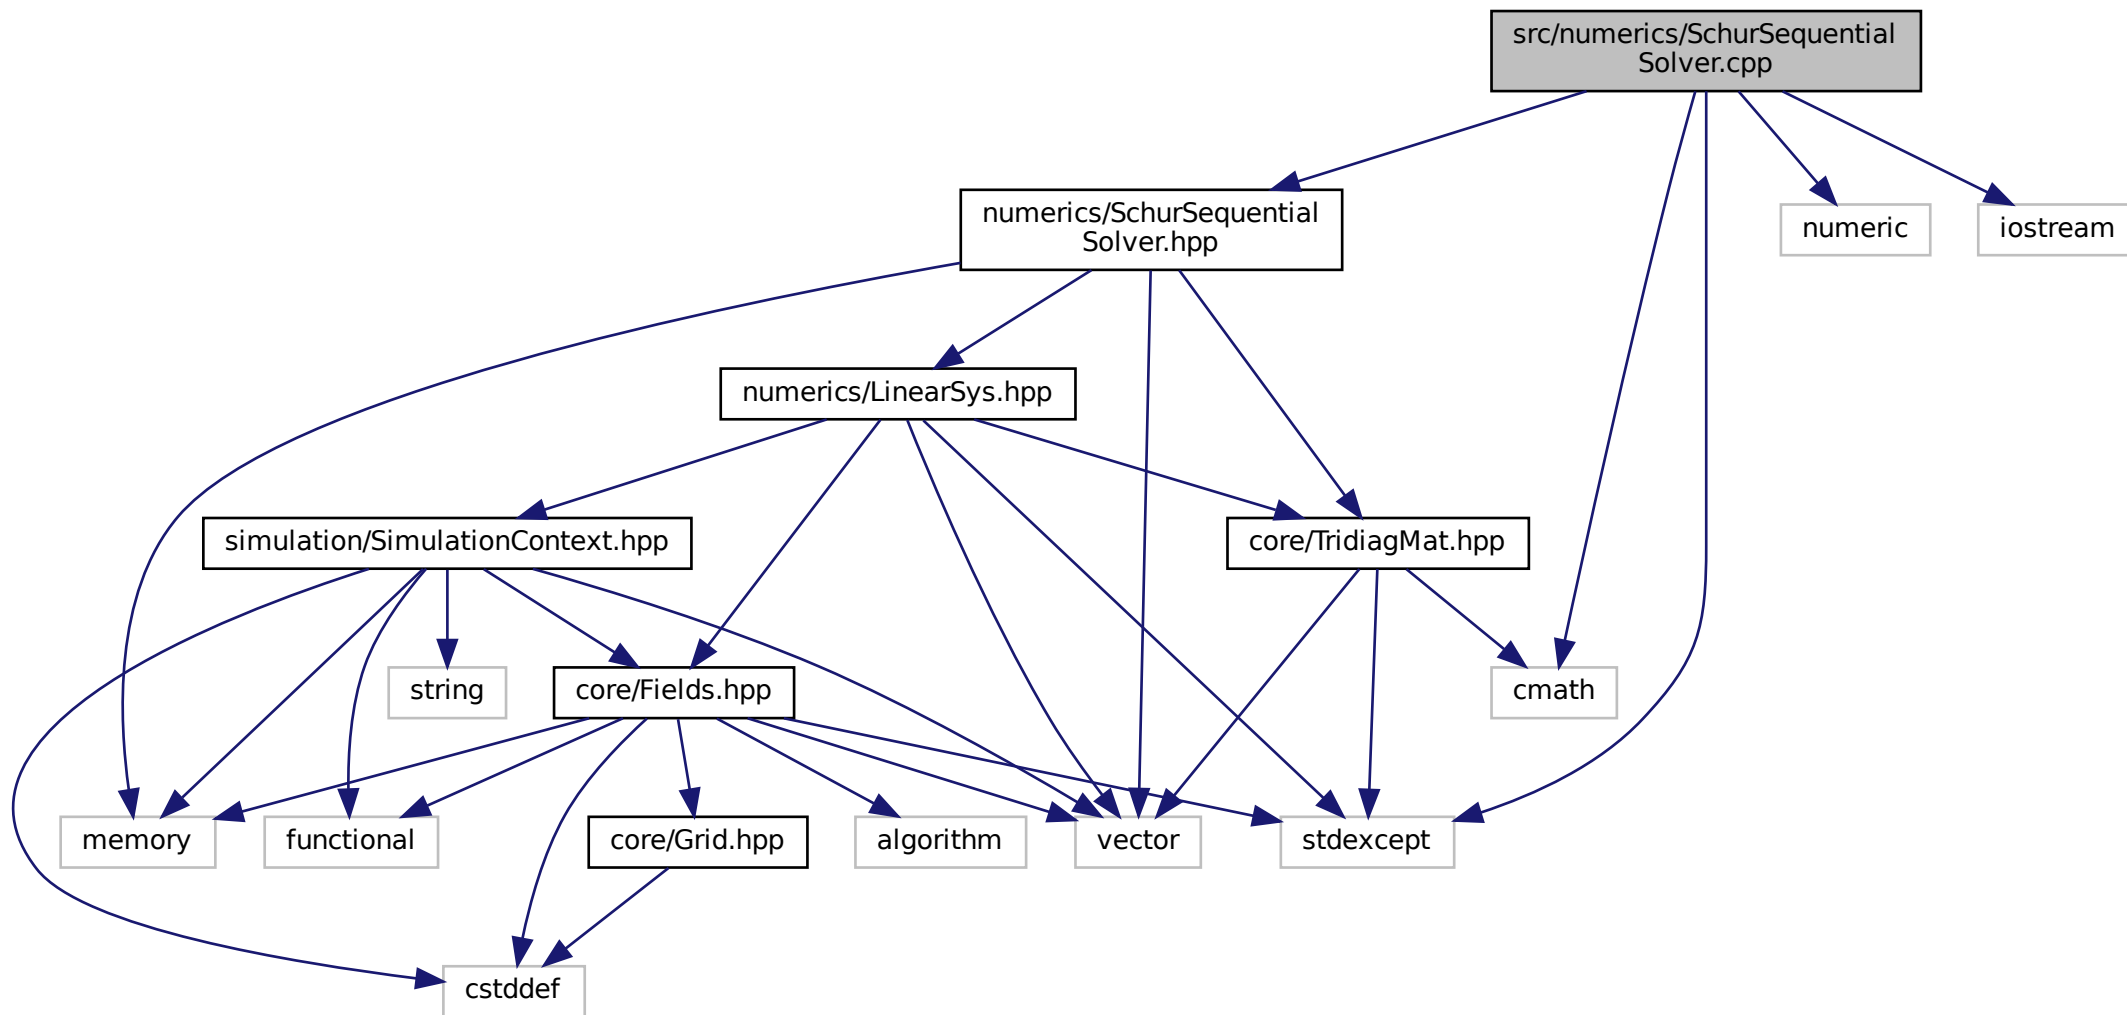 src/numerics/SchurSequential
Solver.cpp
numerics/SchurSequential
Solver.hpp
numeric
iostream
numerics/LinearSys.hpp
simulation/SimulationContext.hpp
core/TridiagMat.hpp
string
core/Fields.hpp
cmath
memory
functional
core/Grid.hpp
algorithm
vector
stdexcept
cstddef